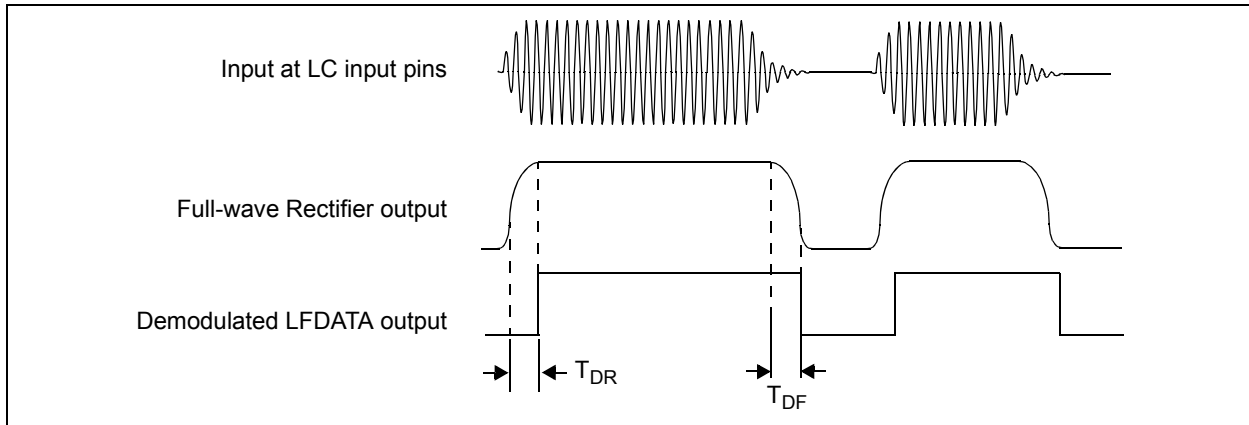 Input at LC input pins
Full-wave Rectifier output
Demodulated LFDATA output
TDR
TDF